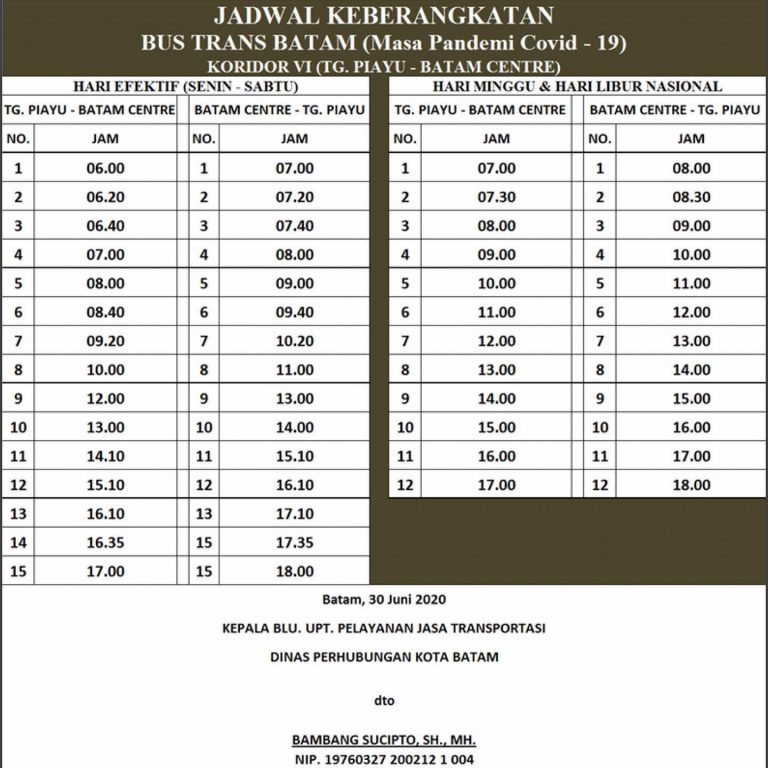 JADWAL KEBERANGKATAN
BUS TRANS BATAM (Masa Pandemi Covid - 19)
KORIDOR VI (TG. PIAYU - BATAM CENTRE)
HARI EFEKTIF (SENIN - SABTU) HARI MINGGU & HARI LIBUR NASIONAL
TG. PIAYU - BATAM CENTRE BATAM CENTRE - TG. PIAYU TG. PIAYU - BATAM CENTRE BATAM CENTRE - TG. PIAYU
NO. JAM NO. JAM NO. JAM NO. JAM
1 06.00 1 07.00 1 07.00 1 08.00
2 06.20 2 07.20 2 07.30 2 08.30
3 06.40 3 07.40 3 08.00 3 09.00
4 07.00 4 08.00 4 09.00 4 10.00
5 08.00 5 09.00 5 10.00 5 11.00
6 08.40 6 09.40 6 11.00 6 12.00
7 09.20 7 10.20 7 12.00 7 13.00
8 10.00 8 11.00 8 13.00 8 14.00
9 12.00 9 13.00 9 14.00 9 15.00
10 13.00 10 14.00 10 15.00 10 16.00
11 14.10 11 15.10 11 16.00 11 17.00
12 15.10 12 16.10 12 17.00 12 18.00
13 16.10 13 17.10
14 16.35 15 17.35
15 17.00 15 18.00
Batam, 30 Juni 2020
KEPALA BLU. UPT. PELAYANAN JASA TRANSPORTASI
DINAS PERHUBUNGAN KOTA BATAM
dto
BAMBANG SUCIPTO, SH., MH.
NIP. 19760327 200212 1 004